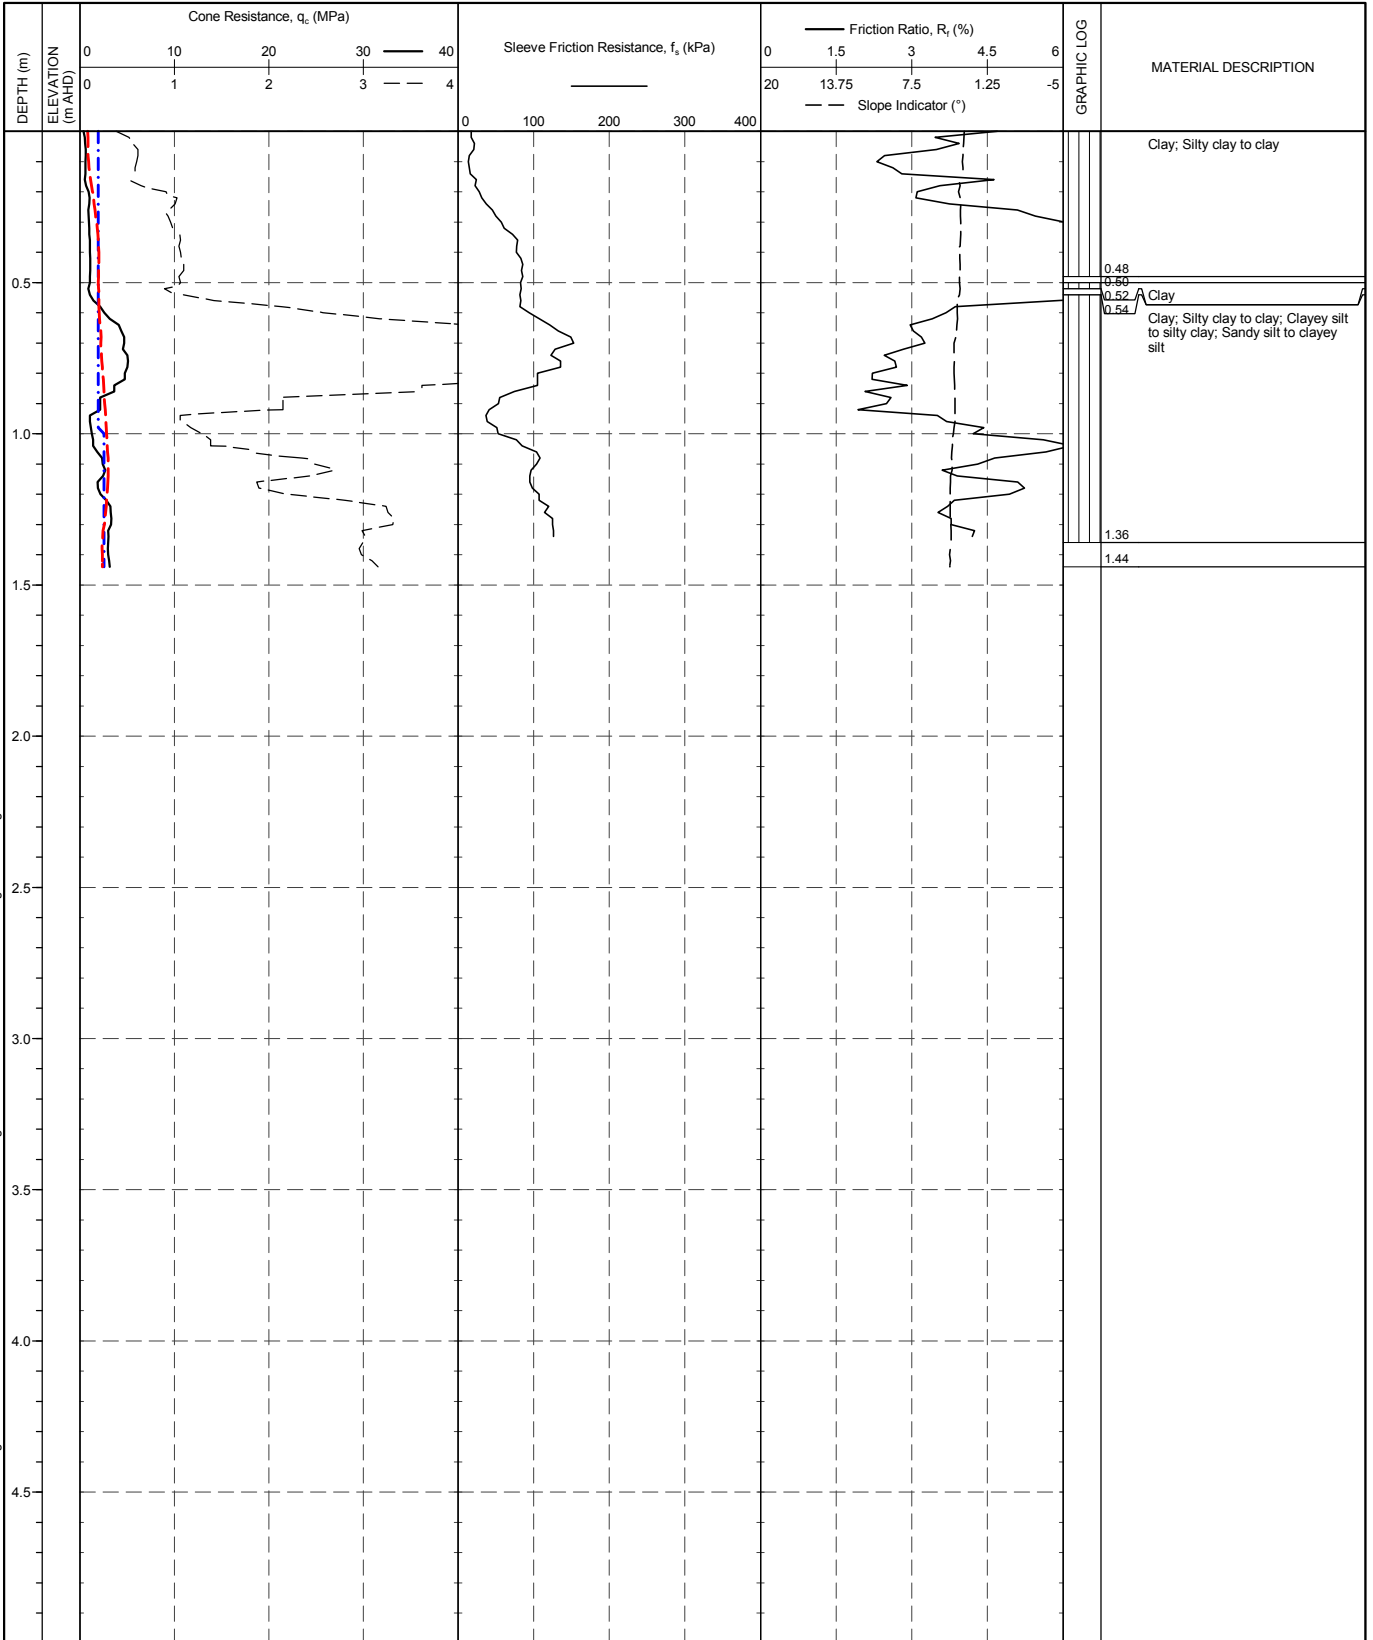 Cone Resistance, qc (MPa)
0 10 20 30 40
0 1 2 3 4
Sleeve Friction Resistance, fs (kPa)
0 100 200 300 400
Friction Ratio, Rf (%)
0 1.5 3 4.5 6
20 13.75 7.5 1.25 -5
Slope Indicator (°)
DEPTH (m)
ELEVATION
(m AHD)
GRAPHIC LOG
MATERIAL DESCRIPTION
Clay; Silty clay to clay
0.48
0.50
0.52
Clay
0.54
Clay; Silty clay to clay; Clayey silt
to silty clay; Sandy silt to clayey
silt
1.36
1.44
0.5
1.0
1.5
2.0
2.5
3.0
3.5
4.0
4.5